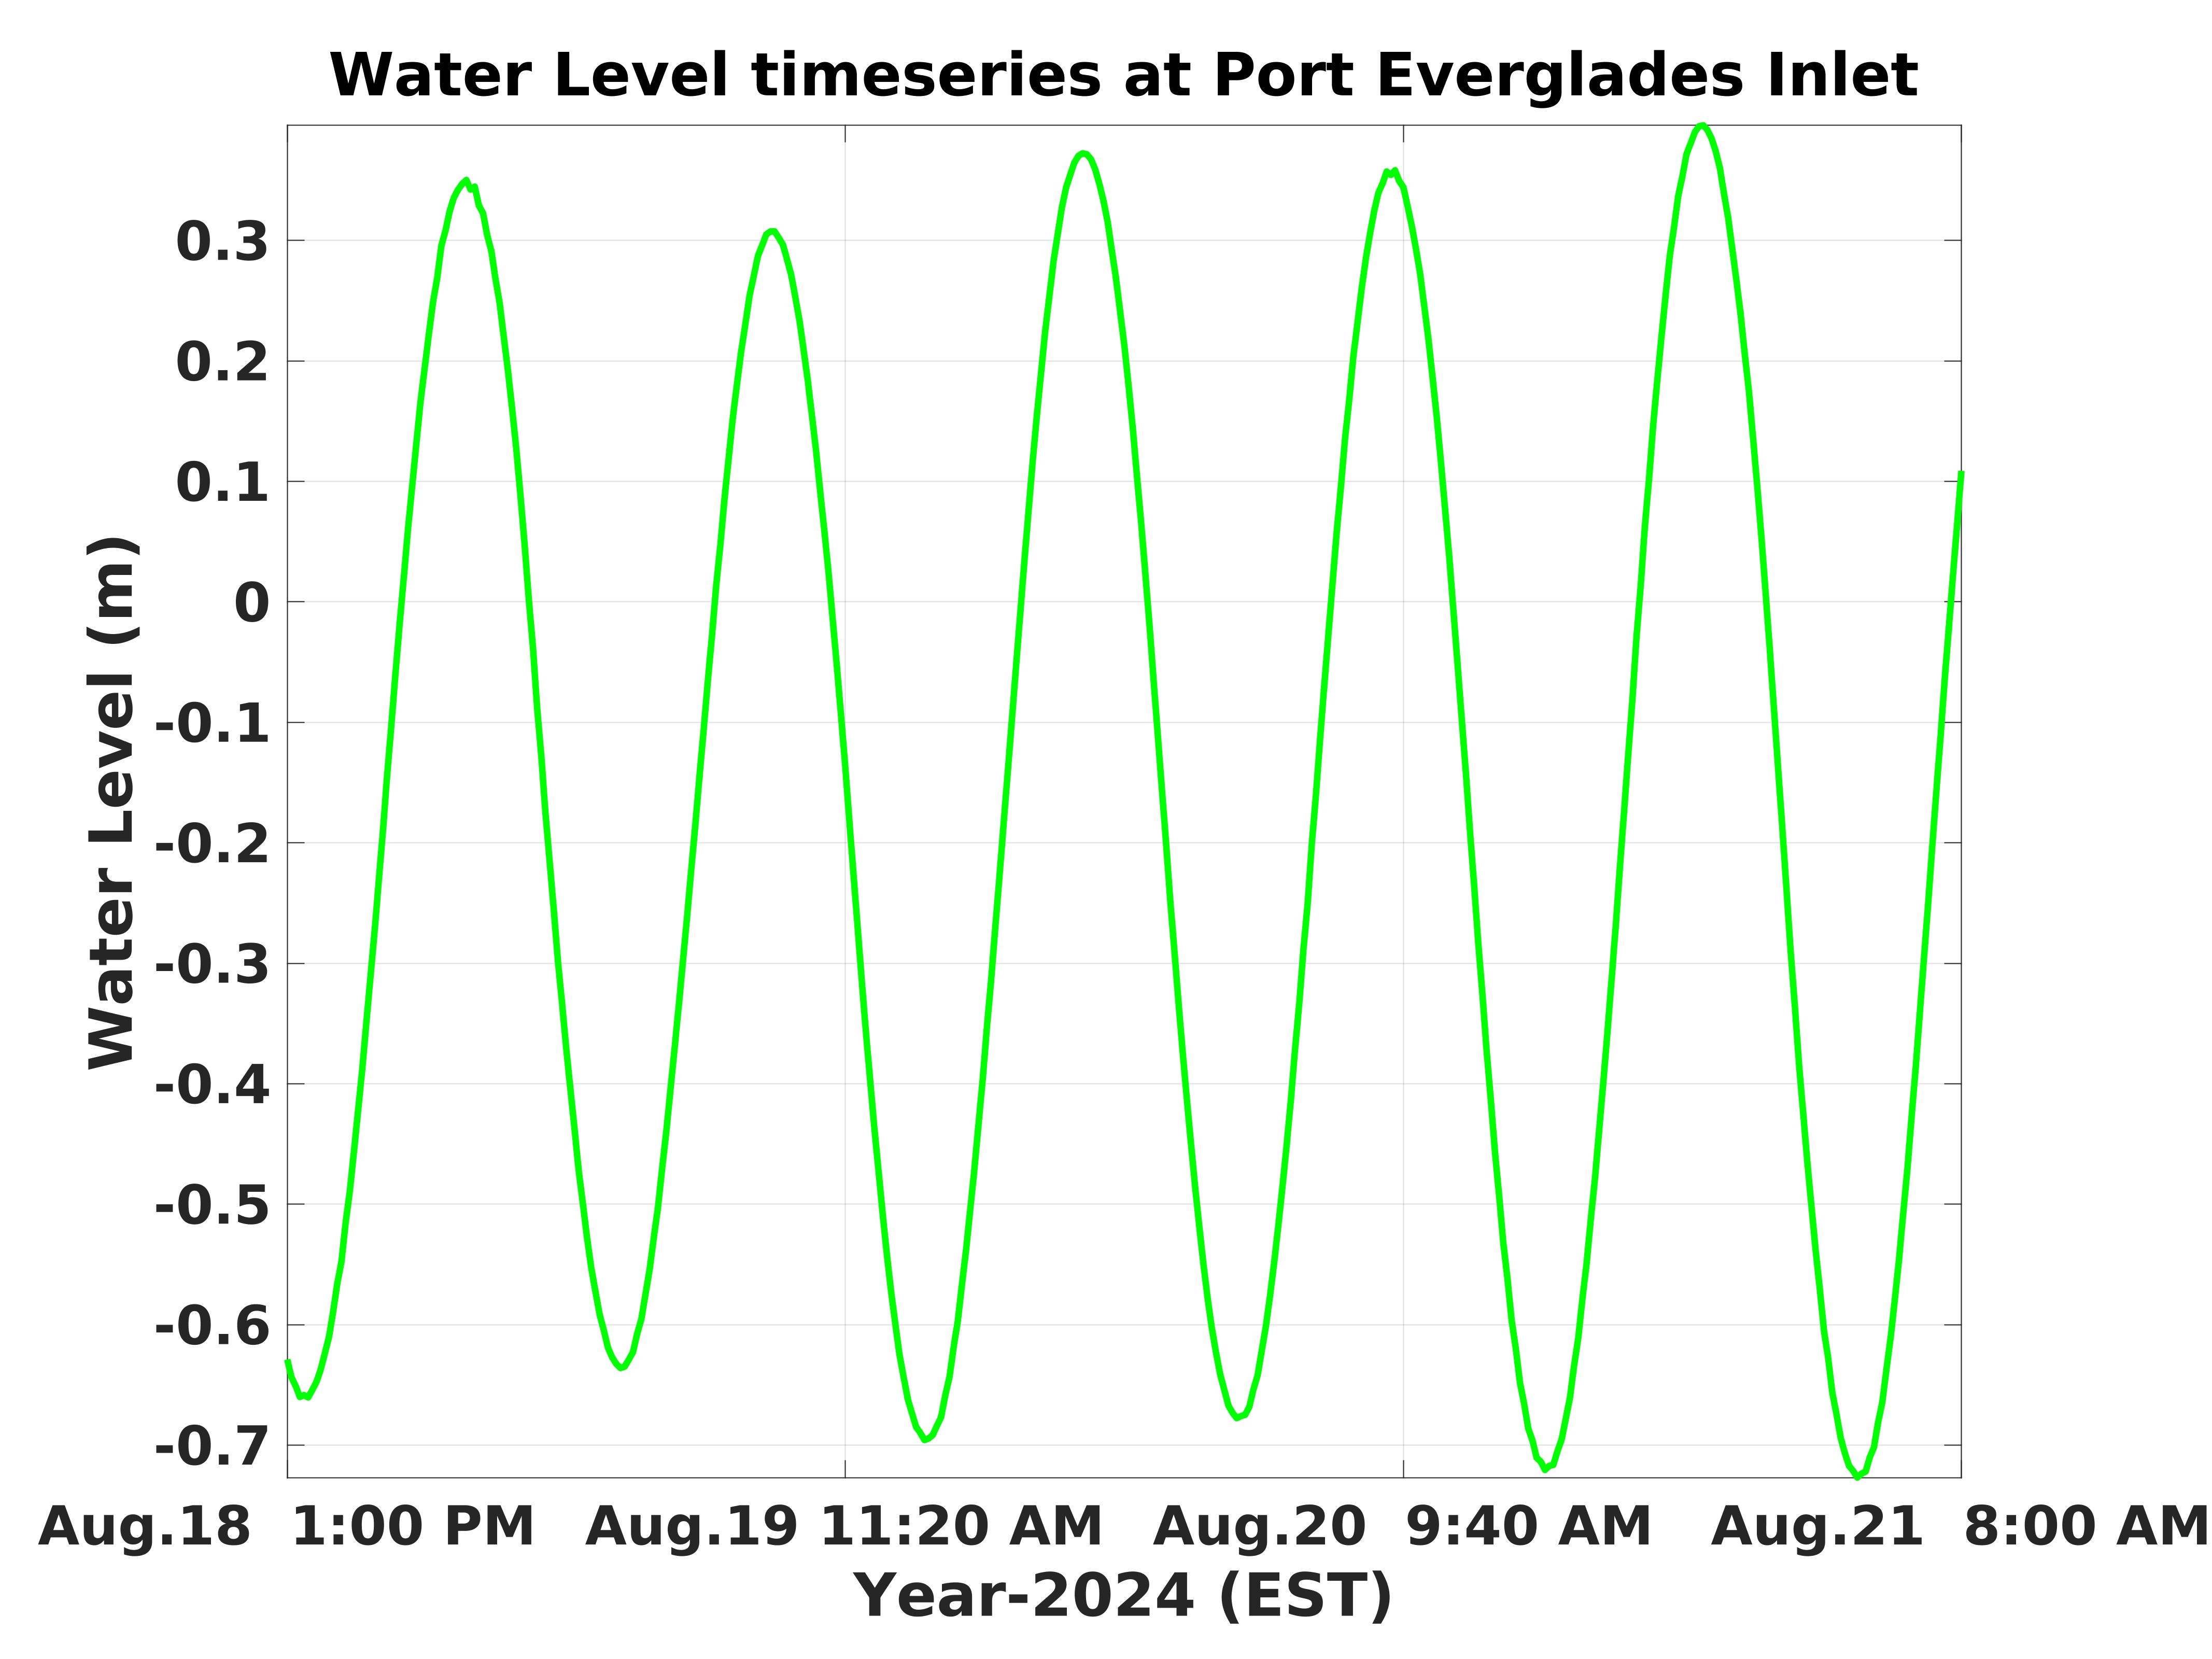 Water Level timeseries at Port Everglades Inlet
Water Level (m)
0.3
0.2
0.1
0
-0.1
-0.2
-0.3
-0.4
-0.5
-0.6
-0.7
Aug.18 1:00 PM Aug.19 11:20 AM Aug.20 9:40 AM Aug.21 8:00 AM
Year-2024 (EST)